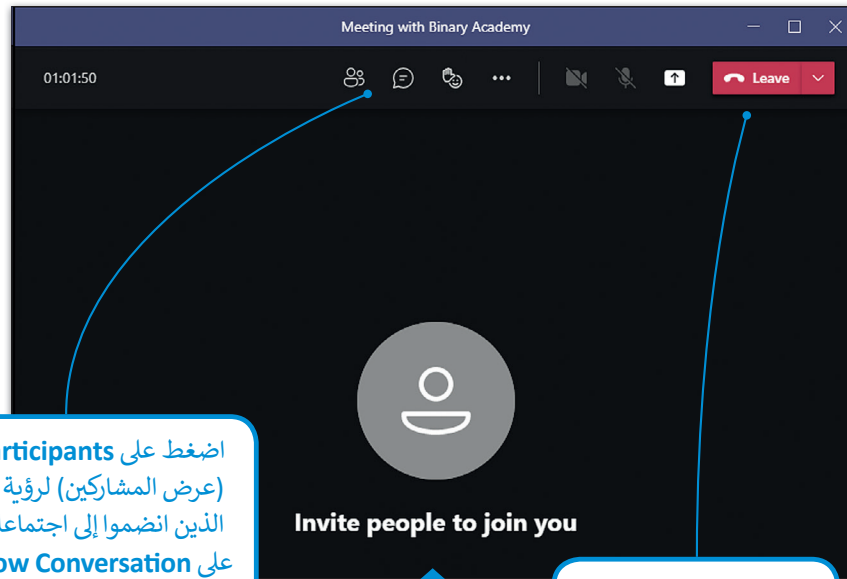 Meeting with Binary Academy
01:01:50
Leave
Invite people to join you
اضغط على
(عرض المشاركين) لرؤية
الذين انضموا إلى
على Conversation